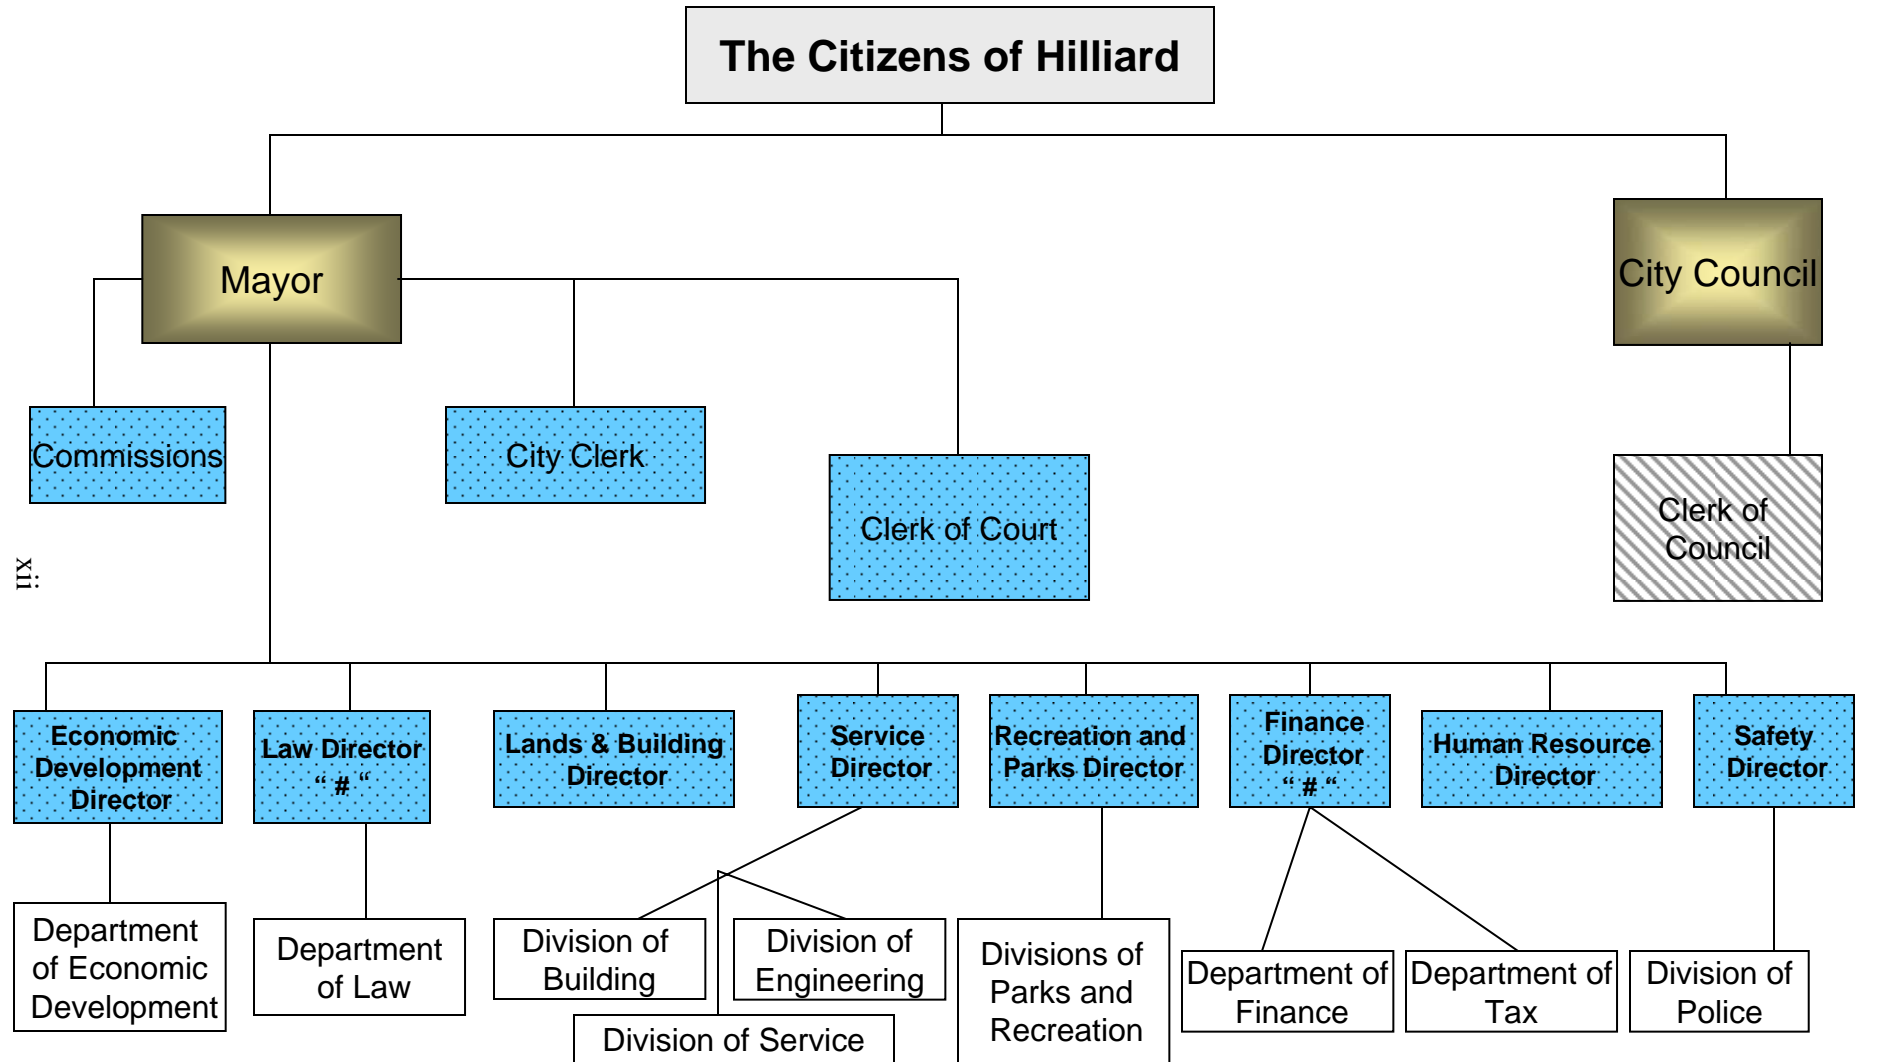 The Citizens of Hilliard
Mayor
City Council
Commissions
City Clerk
Clerk of Court
Clerk of
Council
xii
Economic
Development
Director
Law Director
“ # “
Lands & Building
Director
Service
Director
Recreation and
Parks Director
Finance
Director
“ # “
Human Resource
Director
Safety
Director
Department
of Economic
Development
Department
of Law
Division of
Building
Division of
Engineering
Division of Service
Divisions of
Parks and
Recreation
Department of
Finance
Department of
Tax
Division of
Police